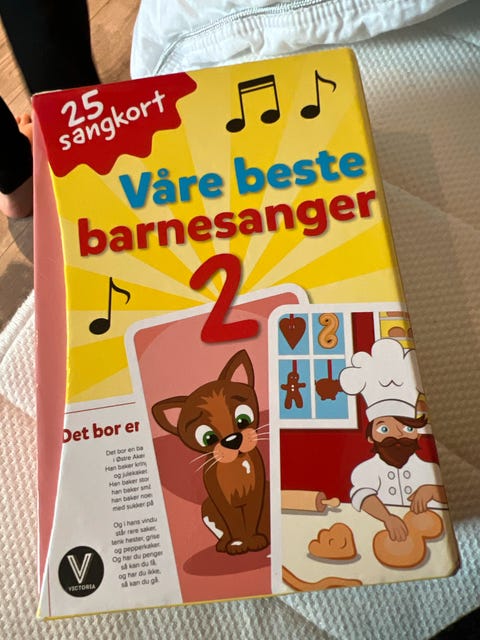 25
sangkort
Våre beste
barnesanger
2
Det bor er
Det bor en ba
i Østre Aker
Han baker kring
og julekaker.
Han baker stor
han baker små
han baker noen
med sukker på
Og i hans vindu
står rare saker,
tenk hester, grise
og pepperkaker.
Og har du penger
så kan du få,
og har du ikke,
så kan du gå.
V
VICTORIA